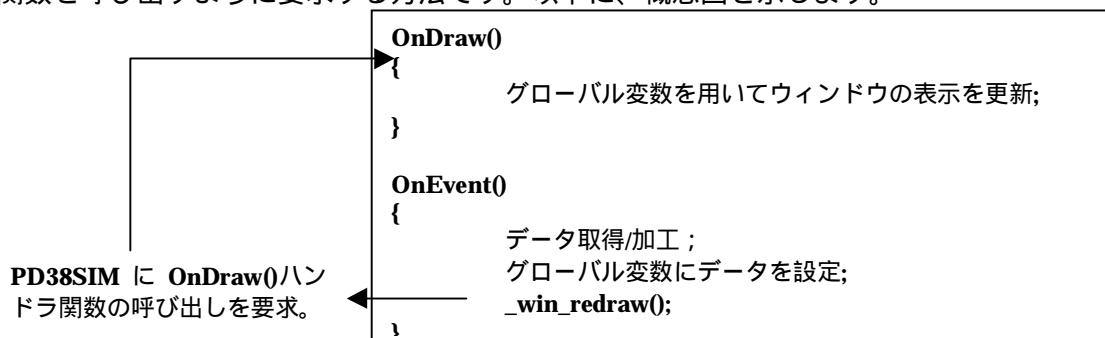 関数を呼び出すように要求する方法です。以下に、概念図を示します。
OnDraw()
{
グローバル変数を用いてウィンドウの表示を更新;
}
OnEvent()
{
データ取得/加工；
グローバル変数にデータを設定;
_win_redraw();
}
PD38SIM に OnDraw()ハン
ドラ関数の呼び出しを要求。